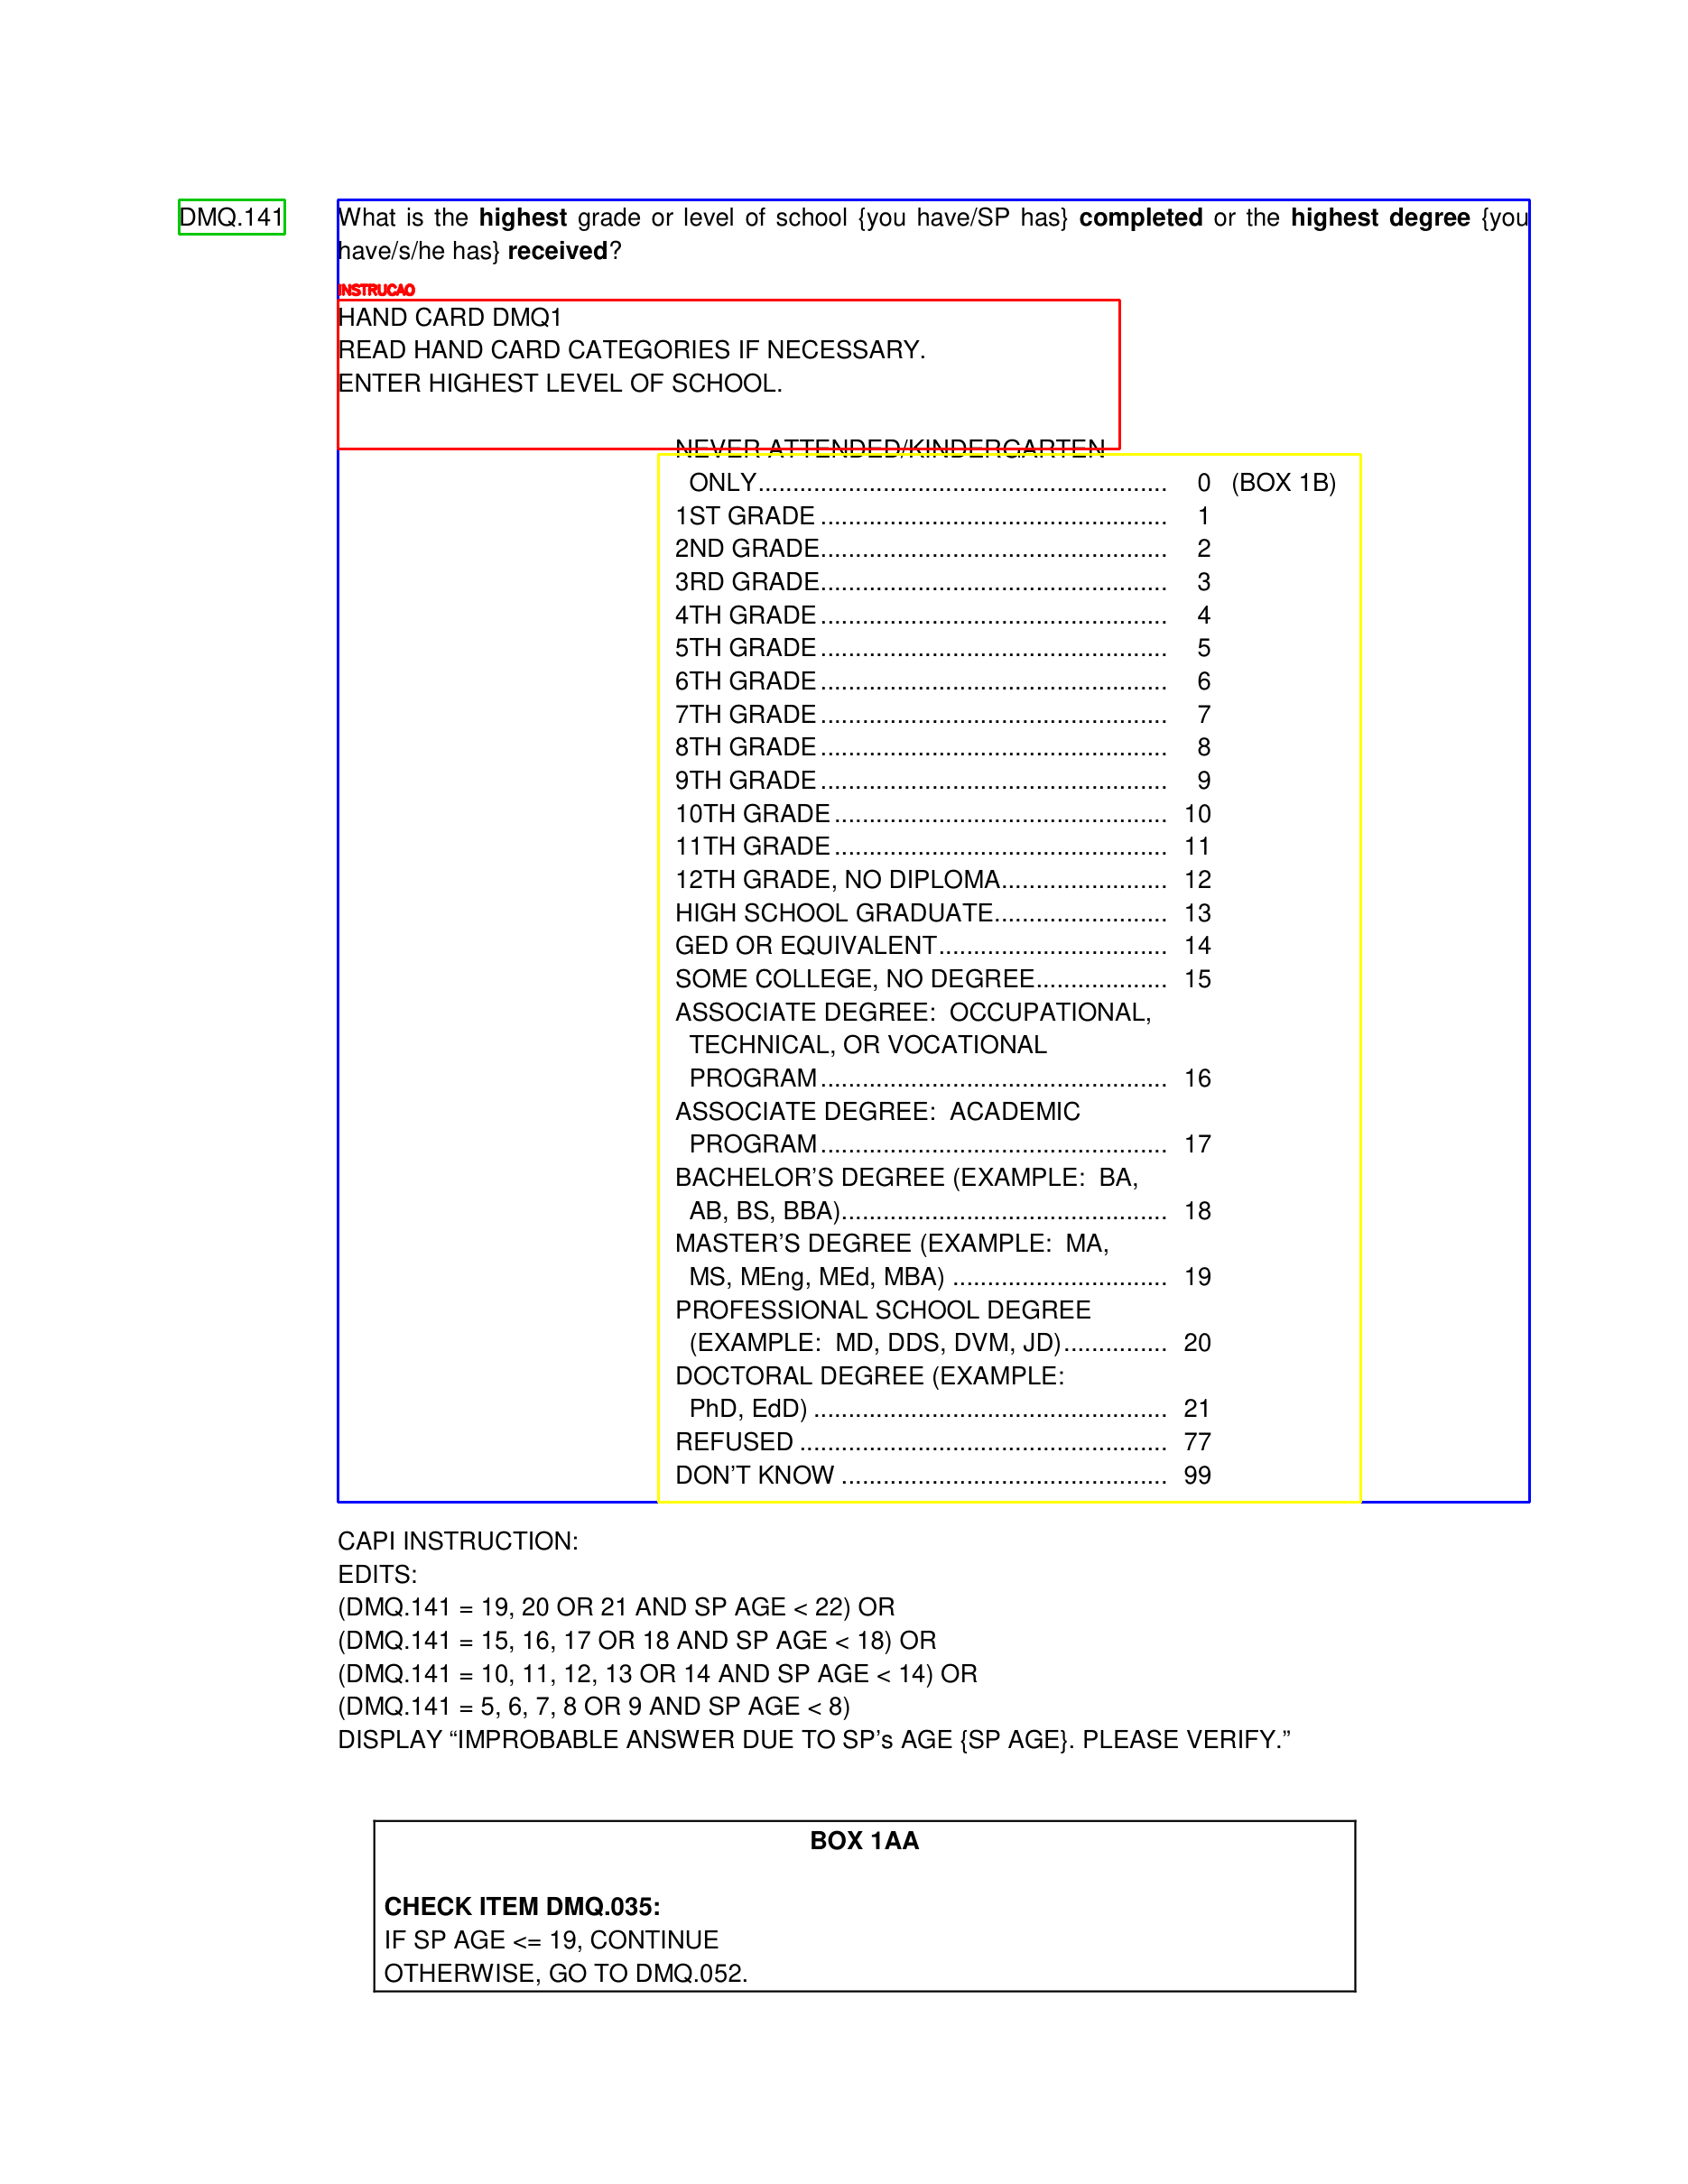 DMQ.141 What is the highest grade or level of school {you have/SP has} completed or the highest degree {you
have/s/he has} received?
INSTRUCAO
HAND CARD DMQ1
READ HAND CARD CATEGORIES IF NECESSARY.
ENTER HIGHEST LEVEL OF SCHOOL.
NEVER ATTENDED/KINDERGARTEN
ONLY........................................................... 0 (BOX 1B)
1ST GRADE .................................................. 1
2ND GRADE.................................................. 2
3RD GRADE.................................................. 3
4TH GRADE .................................................. 4
5TH GRADE .................................................. 5
6TH GRADE .................................................. 6
7TH GRADE .................................................. 7
8TH GRADE .................................................. 8
9TH GRADE .................................................. 9
10TH GRADE ................................................ 10
11TH GRADE ................................................ 11
12TH GRADE, NO DIPLOMA........................ 12
HIGH SCHOOL GRADUATE......................... 13
GED OR EQUIVALENT................................. 14
SOME COLLEGE, NO DEGREE................... 15
ASSOCIATE DEGREE: OCCUPATIONAL,
TECHNICAL, OR VOCATIONAL
PROGRAM .................................................. 16
ASSOCIATE DEGREE: ACADEMIC
PROGRAM .................................................. 17
BACHELOR’S DEGREE (EXAMPLE: BA,
AB, BS, BBA)............................................... 18
MASTER’S DEGREE (EXAMPLE: MA,
MS, MEng, MEd, MBA) ............................... 19
PROFESSIONAL SCHOOL DEGREE
(EXAMPLE: MD, DDS, DVM, JD)............... 20
DOCTORAL DEGREE (EXAMPLE:
PhD, EdD) ................................................... 21
REFUSED ..................................................... 77
DON’T KNOW ............................................... 99
CAPI INSTRUCTION:
EDITS:
(DMQ.141 = 19, 20 OR 21 AND SP AGE < 22) OR
(DMQ.141 = 15, 16, 17 OR 18 AND SP AGE < 18) OR
(DMQ.141 = 10, 11, 12, 13 OR 14 AND SP AGE < 14) OR
(DMQ.141 = 5, 6, 7, 8 OR 9 AND SP AGE < 8)
DISPLAY “IMPROBABLE ANSWER DUE TO SP’s AGE {SP AGE}. PLEASE VERIFY.”
BOX 1AA
CHECK ITEM DMQ.035:
IF SP AGE <= 19, CONTINUE
OTHERWISE, GO TO DMQ.052.